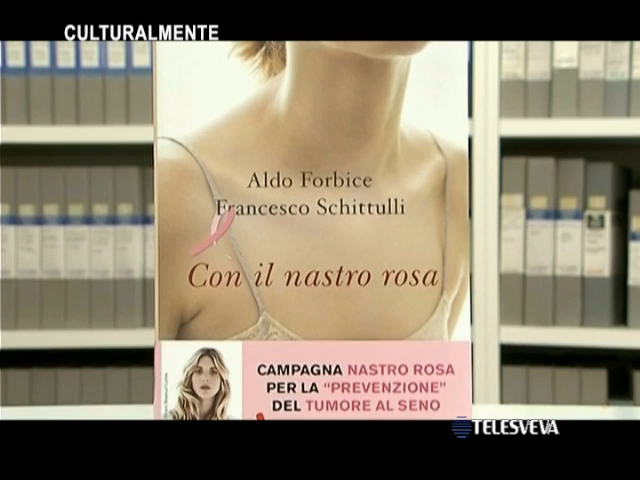 CULTURALMENTE
Aldo Forbice
Francesco Schittulli
Con il nastro rosa
CAMPAGNA NASTRO ROSA
PER LA “PREVENZIONE”
DEL TUMORE AL SENO
TELESVEVA